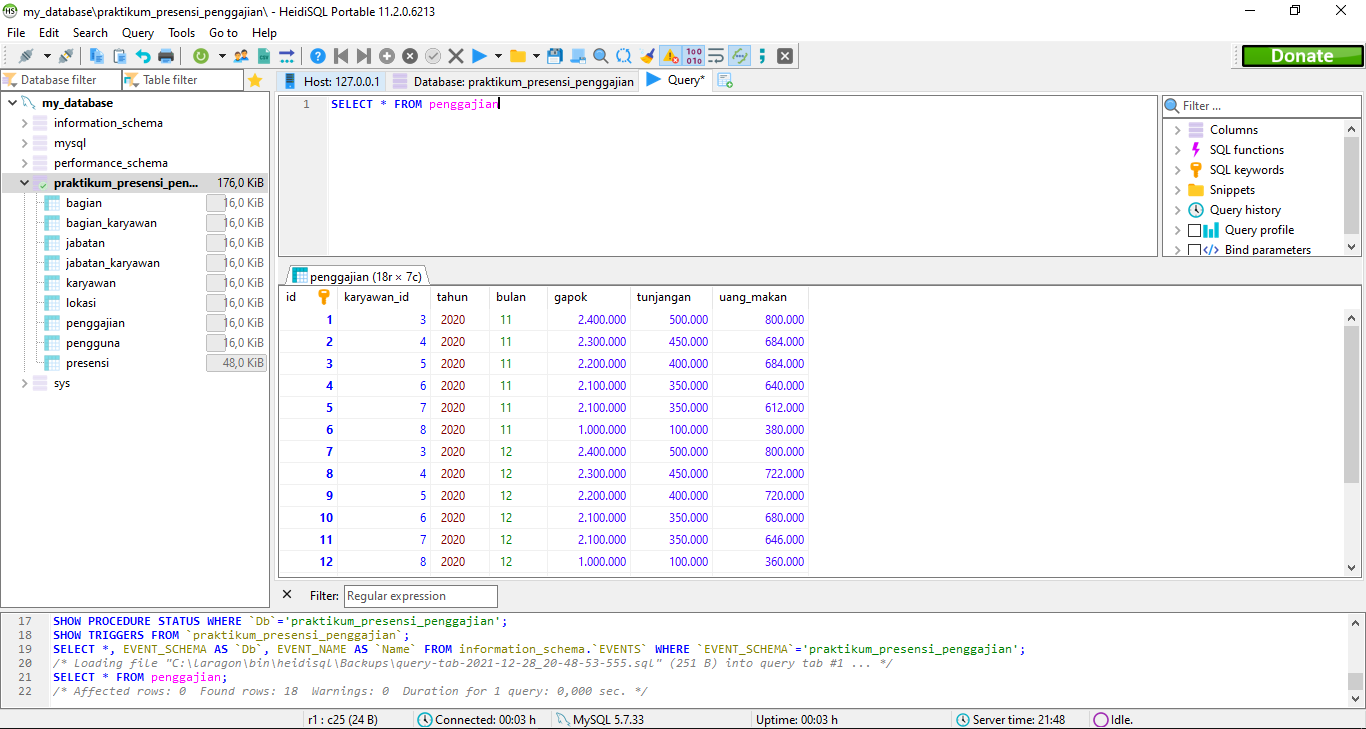 my_database\praktikum_presensi_penggajian\ - HeidiSQL Portable 11.2.0.6213
File Edit Search Query Tools Go to Help
Donate
Database filter Table filter
Host: 127.0.0.1 Database: praktikum_presensi_penggajian Query*
my_database
information_schema
mysql
performance_schema
praktikum_presensi_pen... 176,0 KiB
bagian 16,0 KiB
bagian_karyawan 16,0 KiB
jabatan 16,0 KiB
jabatan_karyawan 16,0 KiB
karyawan 16,0 KiB
lokasi 16,0 KiB
penggajian 16,0 KiB
pengguna 16,0 KiB
presensi 48,0 KiB
sys
1 SELECT * FROM penggajian
Filter ...
Columns
SQL functions
SQL keywords
Snippets
Query history
Query profile
Bind parameters
penggajian (18r × 7c)
id karyawan_id tahun bulan gapok tunjangan uang_makan
1 3 2020 11 2.400.000 500.000 800.000
2 4 2020 11 2.300.000 450.000 684.000
3 5 2020 11 2.200.000 400.000 684.000
4 6 2020 11 2.100.000 350.000 640.000
5 7 2020 11 2.100.000 350.000 612.000
6 8 2020 11 1.000.000 100.000 380.000
7 3 2020 12 2.400.000 500.000 800.000
8 4 2020 12 2.300.000 450.000 722.000
9 5 2020 12 2.200.000 400.000 720.000
10 6 2020 12 2.100.000 350.000 680.000
11 7 2020 12 2.100.000 350.000 646.000
12 8 2020 12 1.000.000 100.000 360.000
Filter: Regular expression
17 SHOW PROCEDURE STATUS WHERE `Db`='praktikum_presensi_penggajian';
18 SHOW TRIGGERS FROM `praktikum_presensi_penggajian`;
19 SELECT *, EVENT_SCHEMA AS `Db`, EVENT_NAME AS `Name` FROM information_schema.`EVENTS` WHERE `EVENT_SCHEMA`='praktikum_presensi_penggajian';
20 /* Loading file "C:\laragon\bin\heidisql\Backups\query-tab-2021-12-28_20-48-53-555.sql" (251 B) into query tab #1 ... */
21 SELECT * FROM penggajian;
22 /* Affected rows: 0 Found rows: 18 Warnings: 0 Duration for 1 query: 0,000 sec. */
r1 : c25 (24 B) Connected: 00:03 h MySQL 5.7.33 Uptime: 00:03 h Server time: 21:48 Idle.